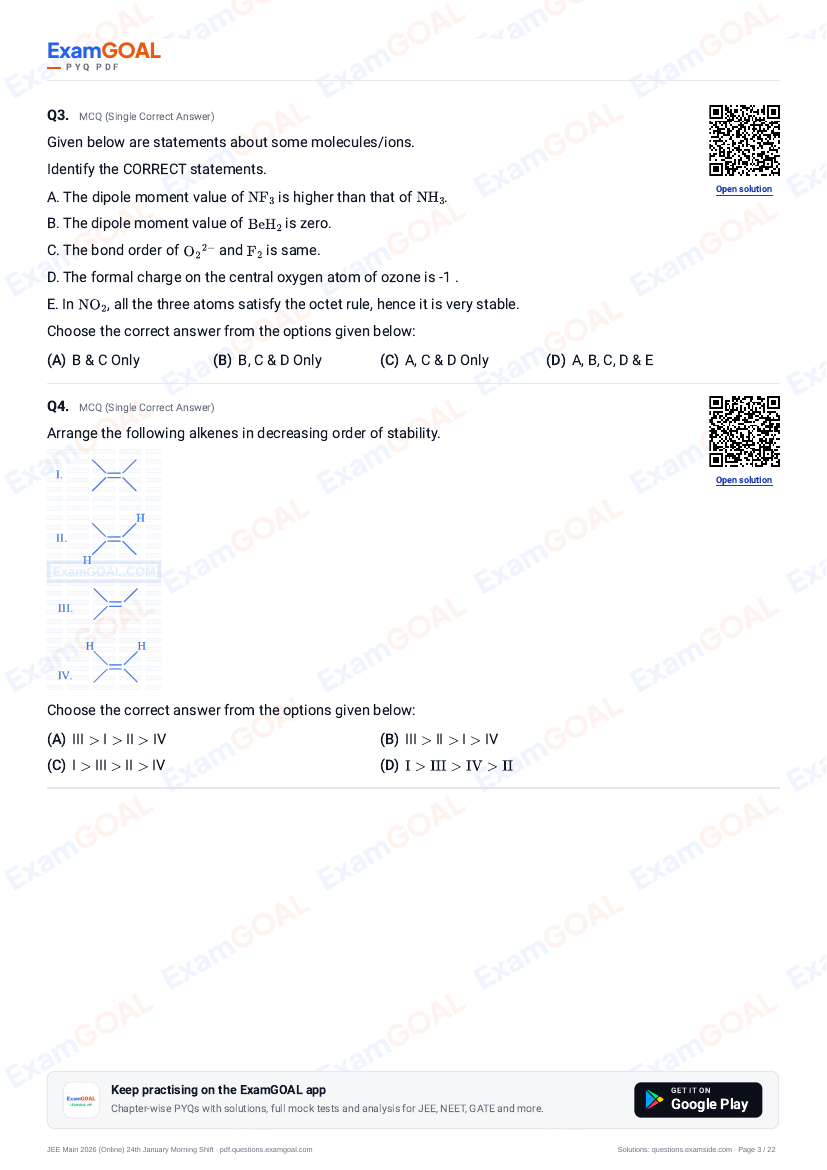 ExamGOAL
PYQ PDF
Q3. MCQ (Single Correct Answer)
Given below are statements about some molecules/ions.
Identify the CORRECT statements.
A. The dipole moment value of NF₃ is higher than that of NH₃.
B. The dipole moment value of BeH₂ is zero.
C. The bond order of O₂²⁻ and F₂ is same.
D. The formal charge on the central oxygen atom of ozone is -1 .
E. In NO₂, all the three atoms satisfy the octet rule, hence it is very stable.
Choose the correct answer from the options given below:
(A) B & C Only (B) B, C & D Only (C) A, C & D Only (D) A, B, C, D & E
Open solution
Q4. MCQ (Single Correct Answer)
Arrange the following alkenes in decreasing order of stability.
Open solution
I.
H
II.
H
ExamGOAL.COM
III.
H H
IV.
Choose the correct answer from the options given below:
(A) III > I > II > IV (B) III > II > I > IV
(C) I > III > II > IV (D) I > III > IV > II
ExamGOAL
Keep practising on the ExamGOAL app
Chapter-wise PYQs with solutions, full mock tests and analysis for JEE, NEET, GATE and more.
GET IT ON
Google Play
JEE Main 2026 (Online) 24th January Morning Shift · pdf.questions.examgoal.com Solutions: questions.examside.com · Page 3 / 22